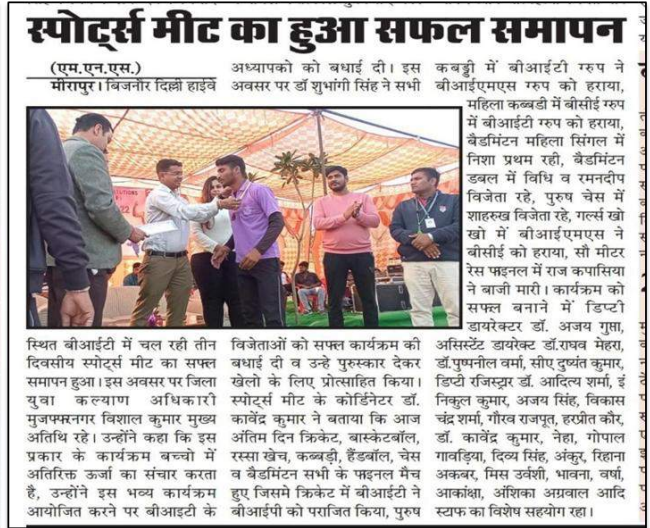 स्पोर्ट्स मीट का हुआ सफल समापन
(एम.एन.एस.)
मीरापुर। बिजनौर दिल्ली हाईवे
स्थित बीआईटी में चल रही तीन
दिवसीय स्पोर्ट्स मीट का सफल
समापन हुआ। इस अवसर पर जिला
युवा कल्याण अधिकारी
मुजफ्फरनगर विशाल कुमार मुख्य
अतिथि रहे। उन्होंने कहा कि इस
प्रकार के कार्यक्रम बच्चो में
अतिरिक्त ऊर्जा का संचार करता
है, उन्होंने इस भव्य कार्यक्रम
आयोजित करने पर बीआइटी के
अध्यापको को बधाई दी। इस
अवसर पर डॉ शुभांगी सिंह ने सभी
विजेताओं को सफल कार्यक्रम की
बधाई दी व उन्हे पुरुस्कार देकर
खेलो के लिए प्रोत्साहित किया।
स्पोर्ट्स मीट के कोर्डिनेटर डॉ.
कावेंद्र कुमार ने बताया कि आज
अंतिम दिन क्रिकेट, बास्केटबॉल,
रस्सा खेच, कबड्डी, हैंडबॉल, चेस
व बैडमिंटन सभी के फाइनल मैच
हुए जिसमे क्रिकेट में बीआईटी ने
बीआईपी को पराजित किया, पुरुष
कबड्डी में बीआईटी ग्रुप ने
बीआईएमएस ग्रुप को हराया,
महिला कब्बडी में बीसीई ग्रुप
में बीआईटी ग्रुप को हराया,
बैडमिंटन महिला सिंगल में
निशा प्रथम रही, बैडमिंटन
डबल में विधि व रमनदीप
विजेता रहे, पुरुष चेस में
शाहरुख विजेता रहे, गर्ल्स खो
खो में बीआईएमएस ने
बीसीई को हराया, सौ मीटर
रेस फाइनल में राज कपासिया
ने बाजी मारी। कार्यक्रम को
सफल बनाने में डिप्टी
डायरेक्टर डॉ. अजय गुप्ता,
असिस्टेंट डायरेक्ट डॉ.राघव मेहरा,
डॉ.पुष्पनील वर्मा, सीए दुष्यंत कुमार,
डिप्टी रजिस्ट्रार डॉ. आदित्य शर्मा, इं
निकुल कुमार, अजय सिंह, विकास
चंद्र शर्मा, गौरव राजपूत, हरप्रीत कौर,
डॉ. कावेंद्र कुमार, नेहा, गोपाल
गावड़िया, दिव्य सिंह, अंकुर, रिहाना
अकबर, मिस उर्वशी, भावना, वर्षा,
आकांक्षा, अंशिका अग्रवाल आदि
स्टाफ का विशेष सहयोग रहा।